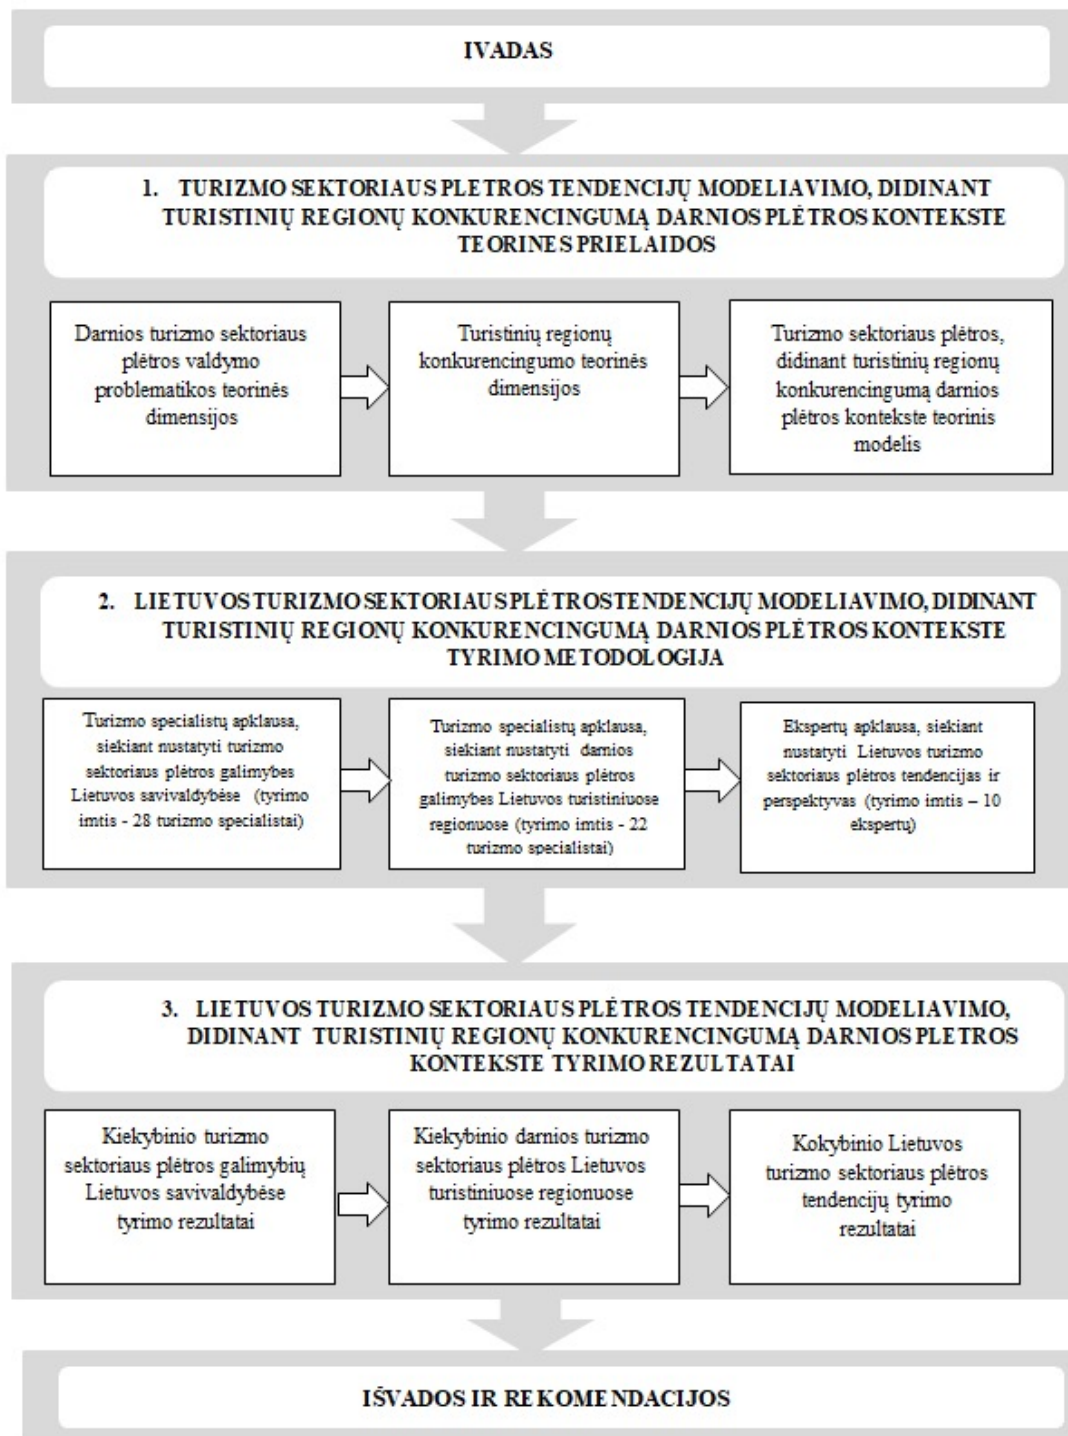 IVADAS
1. TURIZMO SEKTORIAUS PLETROS TENDENCIJŲ MODELIAVIMO, DIDINANT
TURISTINIŲ REGIONŲ KONKURENCINGUMĄ DARNIOS PLĖTROS KONTEKSTE
TEORINES PRIELAIDOS
Darnios turizmo sektoriaus
plėtros valdymo
problematikos teorinės
dimensijos
Turistinių regionų
konkurencingumo teorinės
dimensijos
Turizmo sektoriaus plėtros,
didinant turistinių regionų
konkurencingumą darnios
plėtros kontekste teorinis
modelis
2. LIETUVOS TURIZMO SEKTORIAUS PLĖTROS TENDENCIJŲ MODELIAVIMO, DIDINANT
TURISTINIŲ REGIONŲ KONKURENCINGUMĄ DARNIOS PLĖTROS KONTEKSTE
TYRIMO METODOLOGIJA
Turizmo specialistų apklausa,
siekiant nustatyti turizmo
sektoriaus plėtros galimybes
Lietuvos savivaldybėse (tyrimo
imtis - 28 turizmo specialistai)
Turizmo specialistų apklausa,
siekiant nustatyti darnios
turizmo sektoriaus plėtros
galimybes Lietuvos turistiniuose
regionuose (tyrimo imtis - 22
turizmo specialistai)
Ekspertų apklausa, siekiant
nustatyti Lietuvos turizmo
sektoriaus plėtros tendencijas ir
perspektyvas (tyrimo imtis – 10
ekspertų)
3. LIETUVOS TURIZMO SEKTORIAUS PLĖTROS TENDENCIJŲ MODELIAVIMO,
DIDINANT TURISTINIŲ REGIONŲ KONKURENCINGUMĄ DARNIOS PLETROS
KONTEKSTE TYRIMO REZULTATAI
Kiekybinio turizmo
sektoriaus plėtros galimybių
Lietuvos savivaldybėse
tyrimo rezultatai
Kiekybinio darnios turizmo
sektoriaus plėtros Lietuvos
turistiniuose regionuose
tyrimo rezultatai
Kokybinio Lietuvos
turizmo sektoriaus plėtros
tendencijų tyrimo
rezultatai
IŠVADOS IR REKOMENDACIJOS